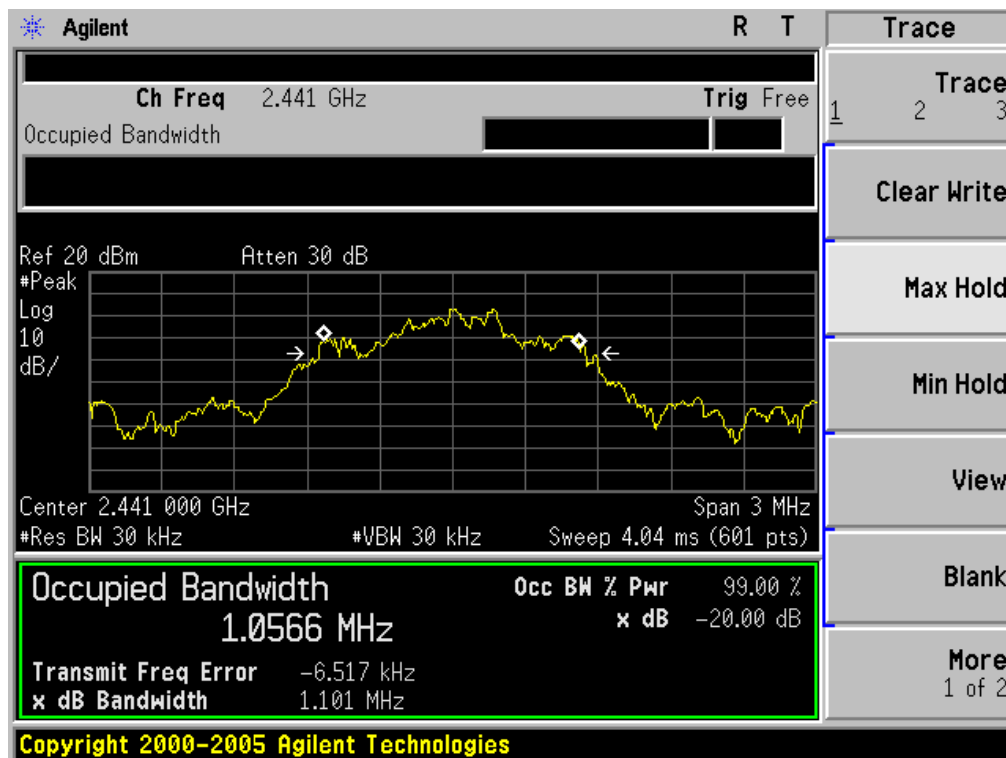 Agilent R T
Trace
Ch Freq 2.441 GHz Trig Free
Occupied Bandwidth
Trace
1 2 3
Clear Write
Max Hold
Min Hold
View
Blank
More
1 of 2
Ref 20 dBm Atten 30 dB
#Peak
Log
10
dB/
Center 2.441 000 GHz Span 3 MHz
#Res BW 30 kHz #VBW 30 kHz Sweep 4.04 ms (601 pts)
Occupied Bandwidth Occ BW % Pwr 99.00 %
1.0566 MHz x dB -20.00 dB
Transmit Freq Error -6.517 kHz
x dB Bandwidth 1.101 MHz
Copyright 2000-2005 Agilent Technologies